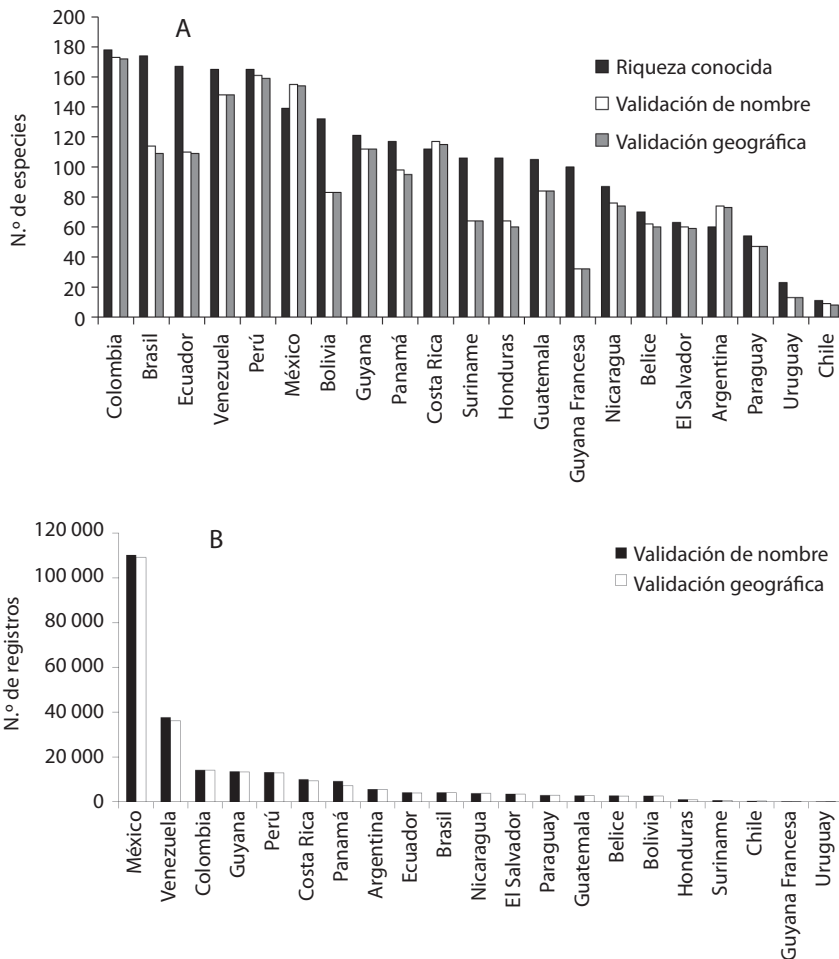 A
200
180
160
140
120
100
80
60
40
20
0
N.º de especies
Riqueza conocida
Validación de nombre
Validación geográfica
Colombia
Brasil
Ecuador
Venezuela
Perú
México
Bolivia
Guyana
Panamá
Costa Rica
Suriname
Honduras
Guatemala
Guyana Francesa
Nicaragua
Belice
El Salvador
Argentina
Paraguay
Uruguay
Chile
B
120 000
100 000
80 000
60 000
40 000
20 000
0
N.º de registros
Validación de nombre
Validación geográfica
México
Venezuela
Colombia
Guyana
Perú
Costa Rica
Panamá
Argentina
Ecuador
Brasil
Nicaragua
El Salvador
Paraguay
Guatemala
Belice
Bolivia
Honduras
Suriname
Chile
Guyana Francesa
Uruguay